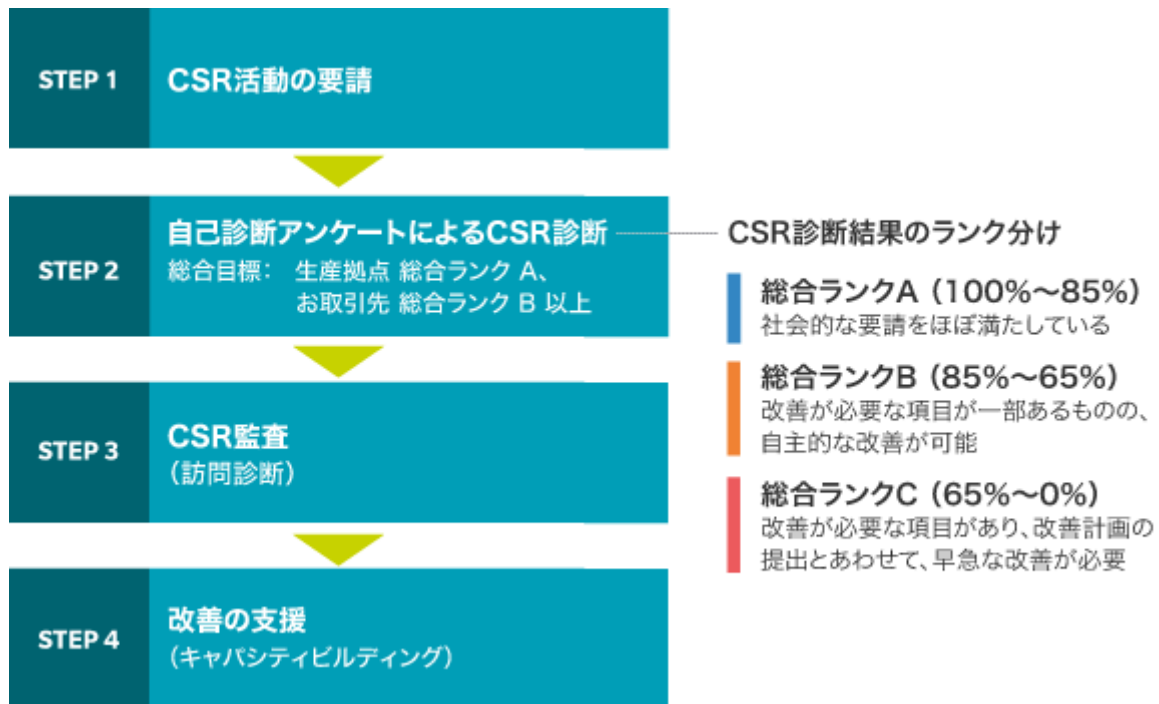 STEP 1
CSR活動の要請
STEP 2
自己診断アンケートによるCSR診断
総合目標： 生産拠点 総合ランク A、
お取引先 総合ランク B 以上
CSR診断結果のランク分け
総合ランクA（100%～85%）
社会的な要請をほぼ満たしている
総合ランクB（85%～65%）
改善が必要な項目が一部あるものの、
自主的な改善が可能
総合ランクC（65%～0%）
改善が必要な項目があり、改善計画の
提出とあわせて、早急な改善が必要
STEP 3
CSR監査
（訪問診断）
STEP 4
改善の支援
（キャパシティビルディング）